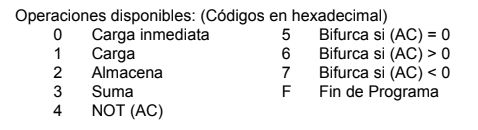 Operaciones disponibles: (Códigos en hexadecimal)
0 Carga inmediata 5 Bifurca si (AC) = 0
1 Carga 6 Bifurca si (AC) > 0
2 Almacena 7 Bifurca si (AC) < 0
3 Suma F Fin de Programa
4 NOT (AC)